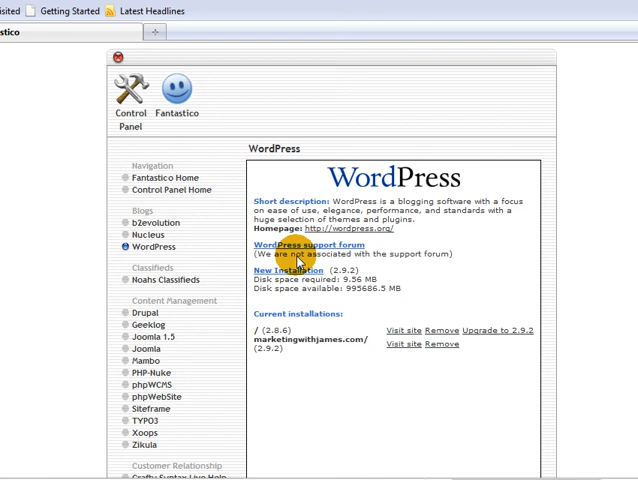 isited Getting Started Latest Headlines
stico
Control Panel
Fantastico
WordPress
Navigation
Fantastico Home
Control Panel Home
Blogs
b2evolution
Nucleus
WordPress
Classifieds
Noahs Classifieds
Content Management
Drupal
Geeklog
Joomla 1.5
Joomla
Mambo
PHP-Nuke
phpWCMS
phpWebSite
Siteframe
TYPO3
Xoops
Zikula
Customer Relationship
Crafty Syntax Live Help
WordPress
Short description: WordPress is a blogging software with a focus
on ease of use, elegance, performance, and standards with a
huge selection of themes and plugins.
Homepage: http://wordpress.org/
WordPress support forum
(We are not associated with the support forum)
New Installation (2.9.2)
Disk space required: 9.56 MB
Disk space available: 995686.5 MB
Current installations:
/ (2.8.6) Visit site Remove Upgrade to 2.9.2
marketingwithjames.com/
(2.9.2) Visit site Remove